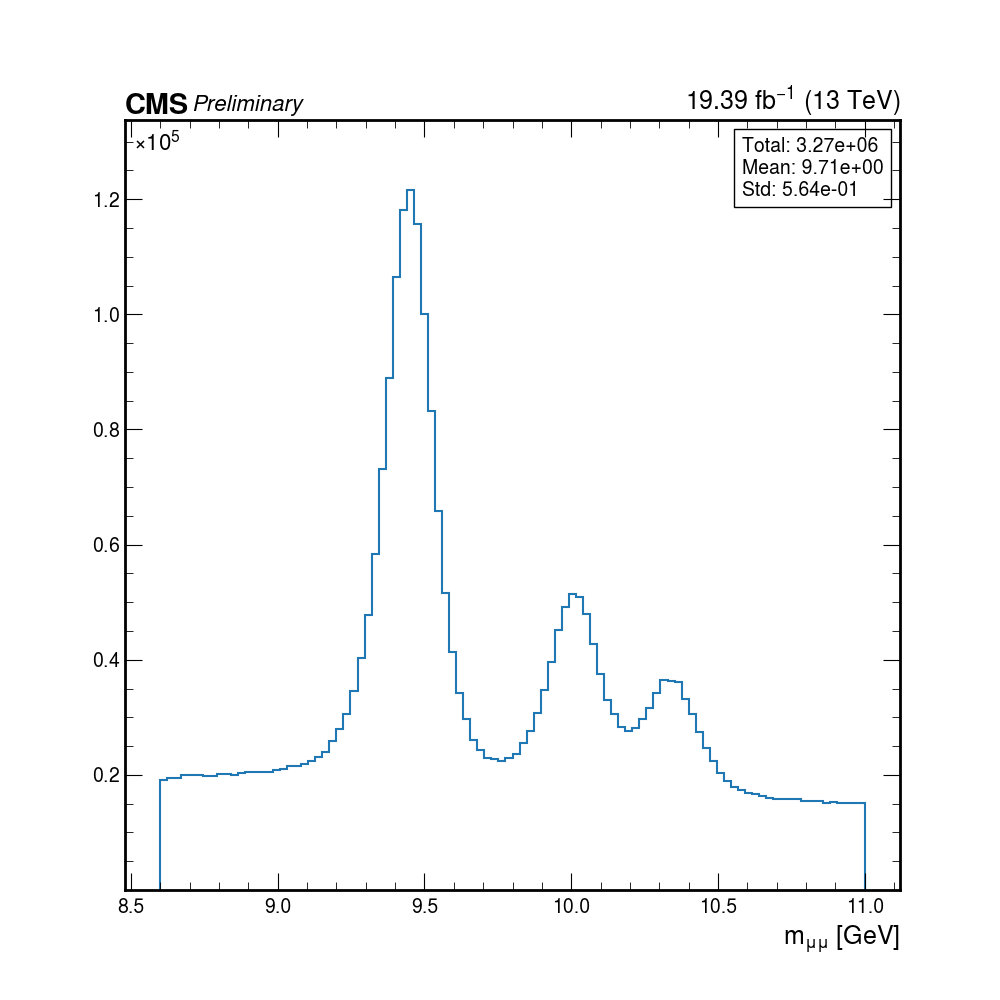 CMS Preliminary 19.39 fb⁻¹ (13 TeV)
×10⁵
Total: 3.27e+06
Mean: 9.71e+00
Std: 5.64e-01
1.2
1.0
0.8
0.6
0.4
0.2
8.5 9.0 9.5 10.0 10.5 11.0
m_μμ [GeV]